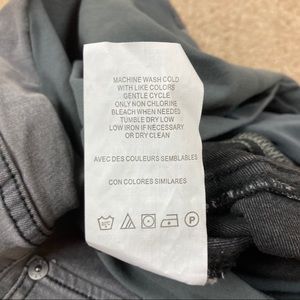 MACHINE WASH COLD
WITH LIKE COLORS
GENTLE CYCLE
ONLY NON CHLORINE
BLEACH WHEN NEEDED
TUMBLE DRY LOW
LOW IRON IF NECESSARY
OR DRY CLEAN
AVEC DES COULEURS SEMBLABLES
CON COLORES SIMILARES
P